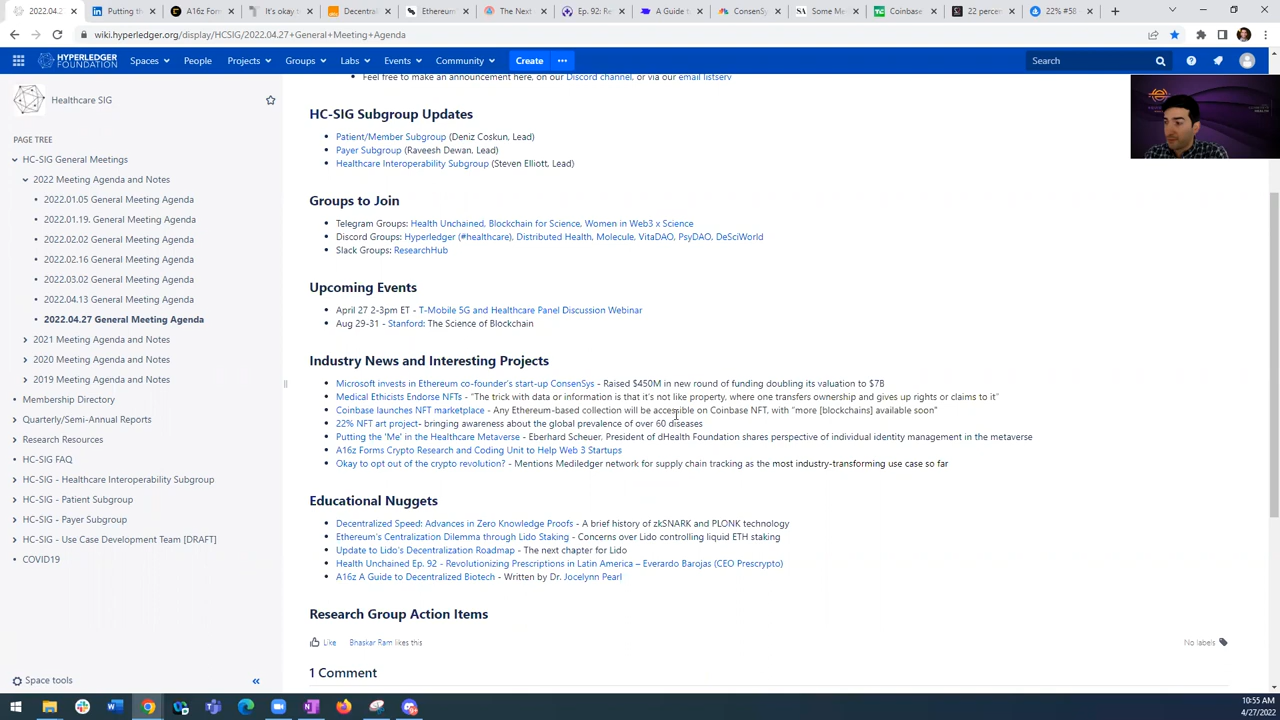 Putting th
A16z Form
It's okay t
Decentral
Ethereum
The Next
Ep. 92: Re
A Guide t
ConsenSy
Some Me
Coinbase
22 percen
22% #58
wiki.hyperledger.org/display/HCSIG/2022.04.27+General+Meeting+Agenda
HYPERLEDGER FOUNDATION
Spaces
People
Projects
Groups
Labs
Events
Community
Create
Search
Healthcare SIG
PAGE TREE
HC-SIG General Meetings
2022 Meeting Agenda and Notes
2022.01.05 General Meeting Agenda
2022.01.19. General Meeting Agenda
2022.02.02 General Meeting Agenda
2022.02.16 General Meeting Agenda
2022.03.02 General Meeting Agenda
2022.04.13 General Meeting Agenda
2022.04.27 General Meeting Agenda
2021 Meeting Agenda and Notes
2020 Meeting Agenda and Notes
2019 Meeting Agenda and Notes
Membership Directory
Quarterly/Semi-Annual Reports
Research Resources
HC-SIG FAQ
HC-SIG - Healthcare Interoperability Subgroup
HC-SIG - Patient Subgroup
HC-SIG - Payer Subgroup
HC-SIG - Use Case Development Team [DRAFT]
COVID19
Space tools
Feel free to make an announcement here, on our Discord channel, or via our email listserv
HC-SIG Subgroup Updates
Patient/Member Subgroup (Deniz Coskun, Lead)
Payer Subgroup (Raveesh Dewan, Lead)
Healthcare Interoperability Subgroup (Steven Elliott, Lead)
Groups to Join
Telegram Groups: Health Unchained, Blockchain for Science, Women in Web3 x Science
Discord Groups: Hyperledger (#healthcare), Distributed Health, Molecule, VitaDAO, PsyDAO, DeSciWorld
Slack Groups: ResearchHub
Upcoming Events
April 27 2-3pm ET - T-Mobile 5G and Healthcare Panel Discussion Webinar
Aug 29-31 - Stanford: The Science of Blockchain
Industry News and Interesting Projects
Microsoft invests in Ethereum co-founder's start-up ConsenSys - Raised $450M in new round of funding doubling its valuation to $7B
Medical Ethicists Endorse NFTs - "The trick with data or information is that it's not like property, where one transfers ownership and gives up rights or claims to it"
Coinbase launches NFT marketplace - Any Ethereum-based collection will be accessible on Coinbase NFT, with "more [blockchains] available soon"
22% NFT art project- bringing awareness about the global prevalence of over 60 diseases
Putting the 'Me' in the Healthcare Metaverse - Eberhard Scheuer, President of dHealth Foundation shares perspective of individual identity management in the metaverse
A16z Forms Crypto Research and Coding Unit to Help Web 3 Startups
Okay to opt out of the crypto revolution? - Mentions Mediledger network for supply chain tracking as the most industry-transforming use case so far
Educational Nuggets
Decentralized Speed: Advances in Zero Knowledge Proofs - A brief history of zkSNARK and PLONK technology
Ethereum's Centralization Dilemma through Lido Staking - Concerns over Lido controlling liquid ETH staking
Update to Lido's Decentralization Roadmap - The next chapter for Lido
Health Unchained Ep. 92 - Revolutionizing Prescriptions in Latin America – Everardo Barojas (CEO Prescrypto)
A16z A Guide to Decentralized Biotech - Written by Dr. Jocelynn Pearl
Research Group Action Items
Like
Bhaskar Ram likes this
No labels
1 Comment
10:55 AM
4/27/2022